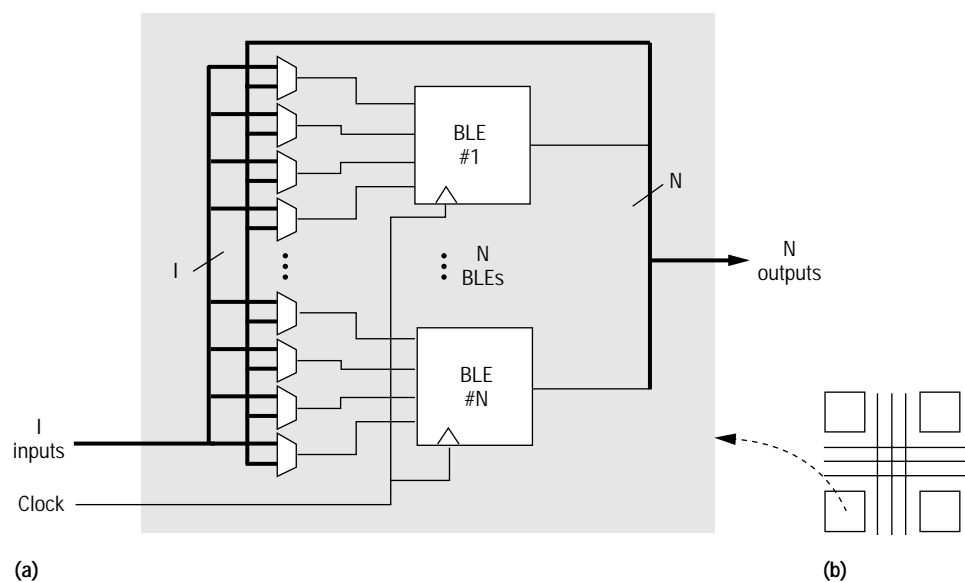 BLE
#1
N
I
N
BLEs
N
outputs
BLE
#N
I
inputs
Clock
(a)
(b)